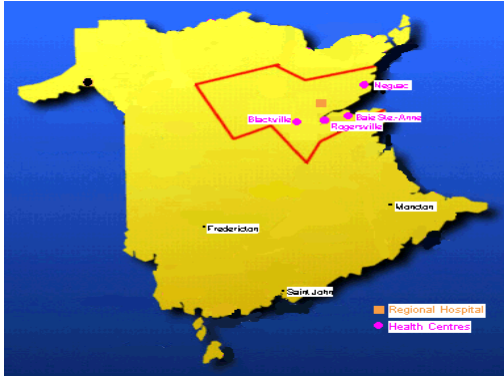 Neguac
Blackville
Baie Ste-Anne
Rogersville
Moncton
Fredericton
Saint John
Regional Hospital
Health Centres